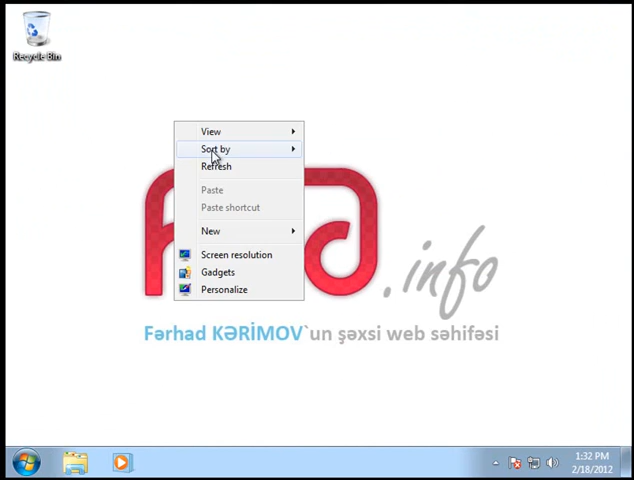 Recycle Bin
View
Sort by
Refresh
Paste
Paste shortcut
New
Screen resolution
Gadgets
Personalize
.info
Fərhad KƏRİMOV`un şəxsi web səhifəsi
1:32 PM
2/18/2012